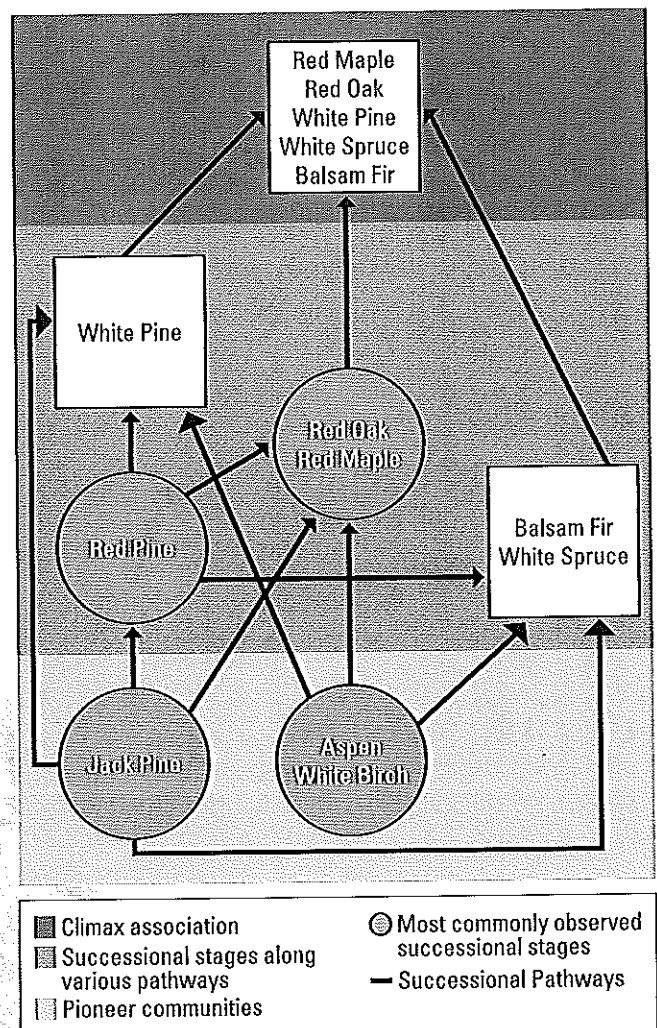 Red Maple
Red Oak
White Pine
White Spruce
Balsam Fir
White Pine
Red Oak
Red Maple
Red Pine
Balsam Fir
White Spruce
Jack Pine
Aspen
White Birch
Climax association
Successional stages along
various pathways
Pioneer communities
Most commonly observed
successional stages
Successional Pathways